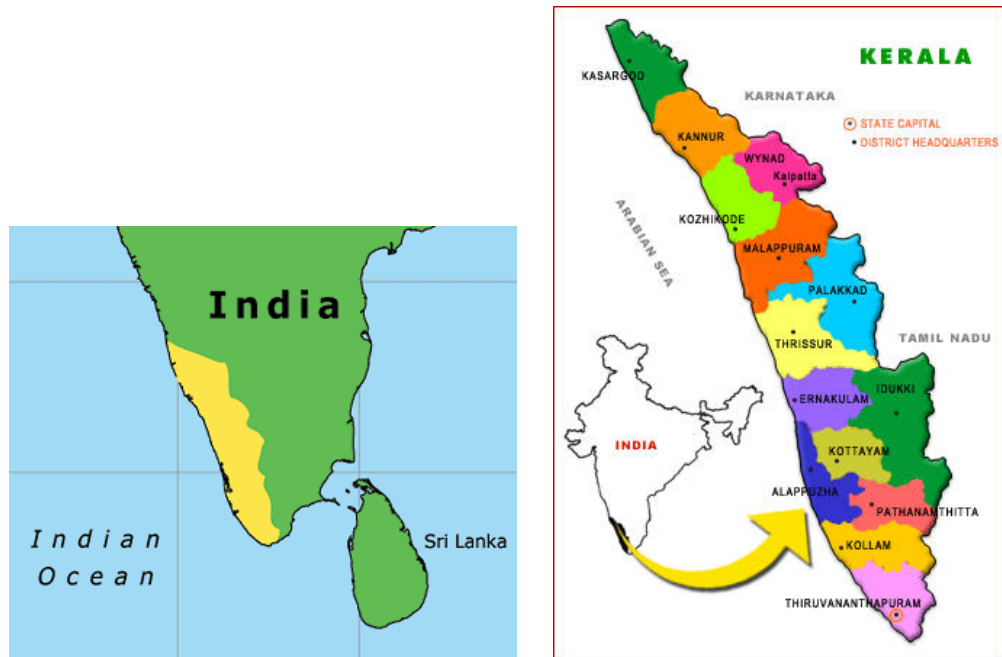 India
Indian
Ocean
Sri Lanka
KERALA
KASARGOD
KARNATAKA
STATE CAPITAL
DISTRICT HEADQUARTERS
KANNUR
WYNAD
Kalpatta
ARABIAN SEA
KOZHIKODE
MALAPPURAM
PALAKKAD
TAMIL NADU
THRISSUR
IDUKKI
ERNAKULAM
INDIA
KOTTAYAM
ALAPPUZHA
PATHANAMTHITTA
KOLLAM
THIRUVANANTHAPURAM